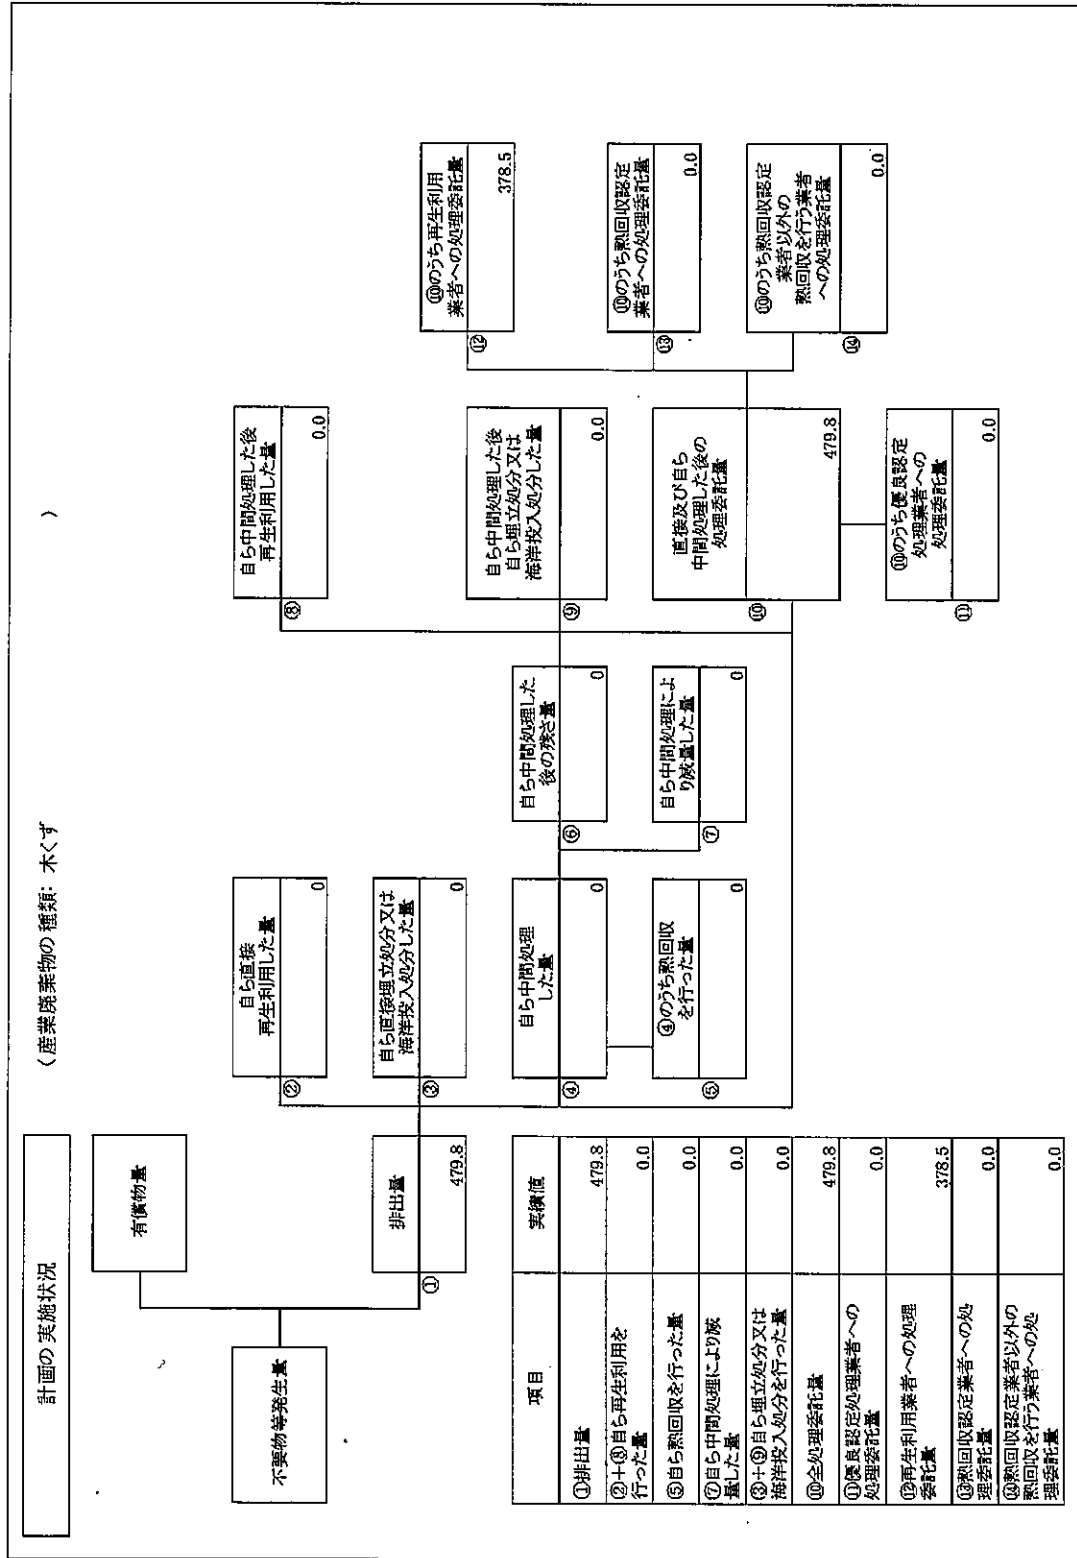 計画の実施状況
(産業廃棄物の種類: 木くず )
不要物等発生量
有償物量
①
排出量
479.8
②
自ら直接
再生利用した量
0
③
自ら直接埋立処分又は
海洋投入処分した量
0
④
自ら中間処理
した量
0
⑤
④のうち熱回収
を行った量
0
⑥
自ら中間処理した
後の残さ量
0
⑦
自ら中間処理によ
り減量した量
0
⑧
自ら中間処理した後
再生利用した量
0.0
⑨
自ら中間処理した後
自ら埋立処分又は
海洋投入処分した量
0.0
⑩
直接及び自ら
中間処理した後の
処理委託量
479.8
⑪
⑩のうち優良認定
処理業者への
処理委託量
0.0
⑫
⑩のうち再生利用
業者への処理委託量
378.5
⑬
⑩のうち熱回収認定
業者への処理委託量
0.0
⑭
⑩のうち熱回収認定
業者以外の
熱回収を行う業者
への処理委託量
0.0
項目 実績値
①排出量 479.8
②+⑧自ら再生利用を
行った量 0.0
⑤自ら熱回収を行った量 0.0
⑦自ら中間処理により減
量した量 0.0
③+⑨自ら埋立処分又は
海洋投入処分を行った量 0.0
⑩全処理委託量 479.8
⑪優良認定処理業者への
処理委託量 0.0
⑫再生利用業者への処理
委託量 378.5
⑬熱回収認定業者への処
理委託量 0.0
⑭熱回収認定業者以外の
熱回収を行う業者への処
理委託量 0.0